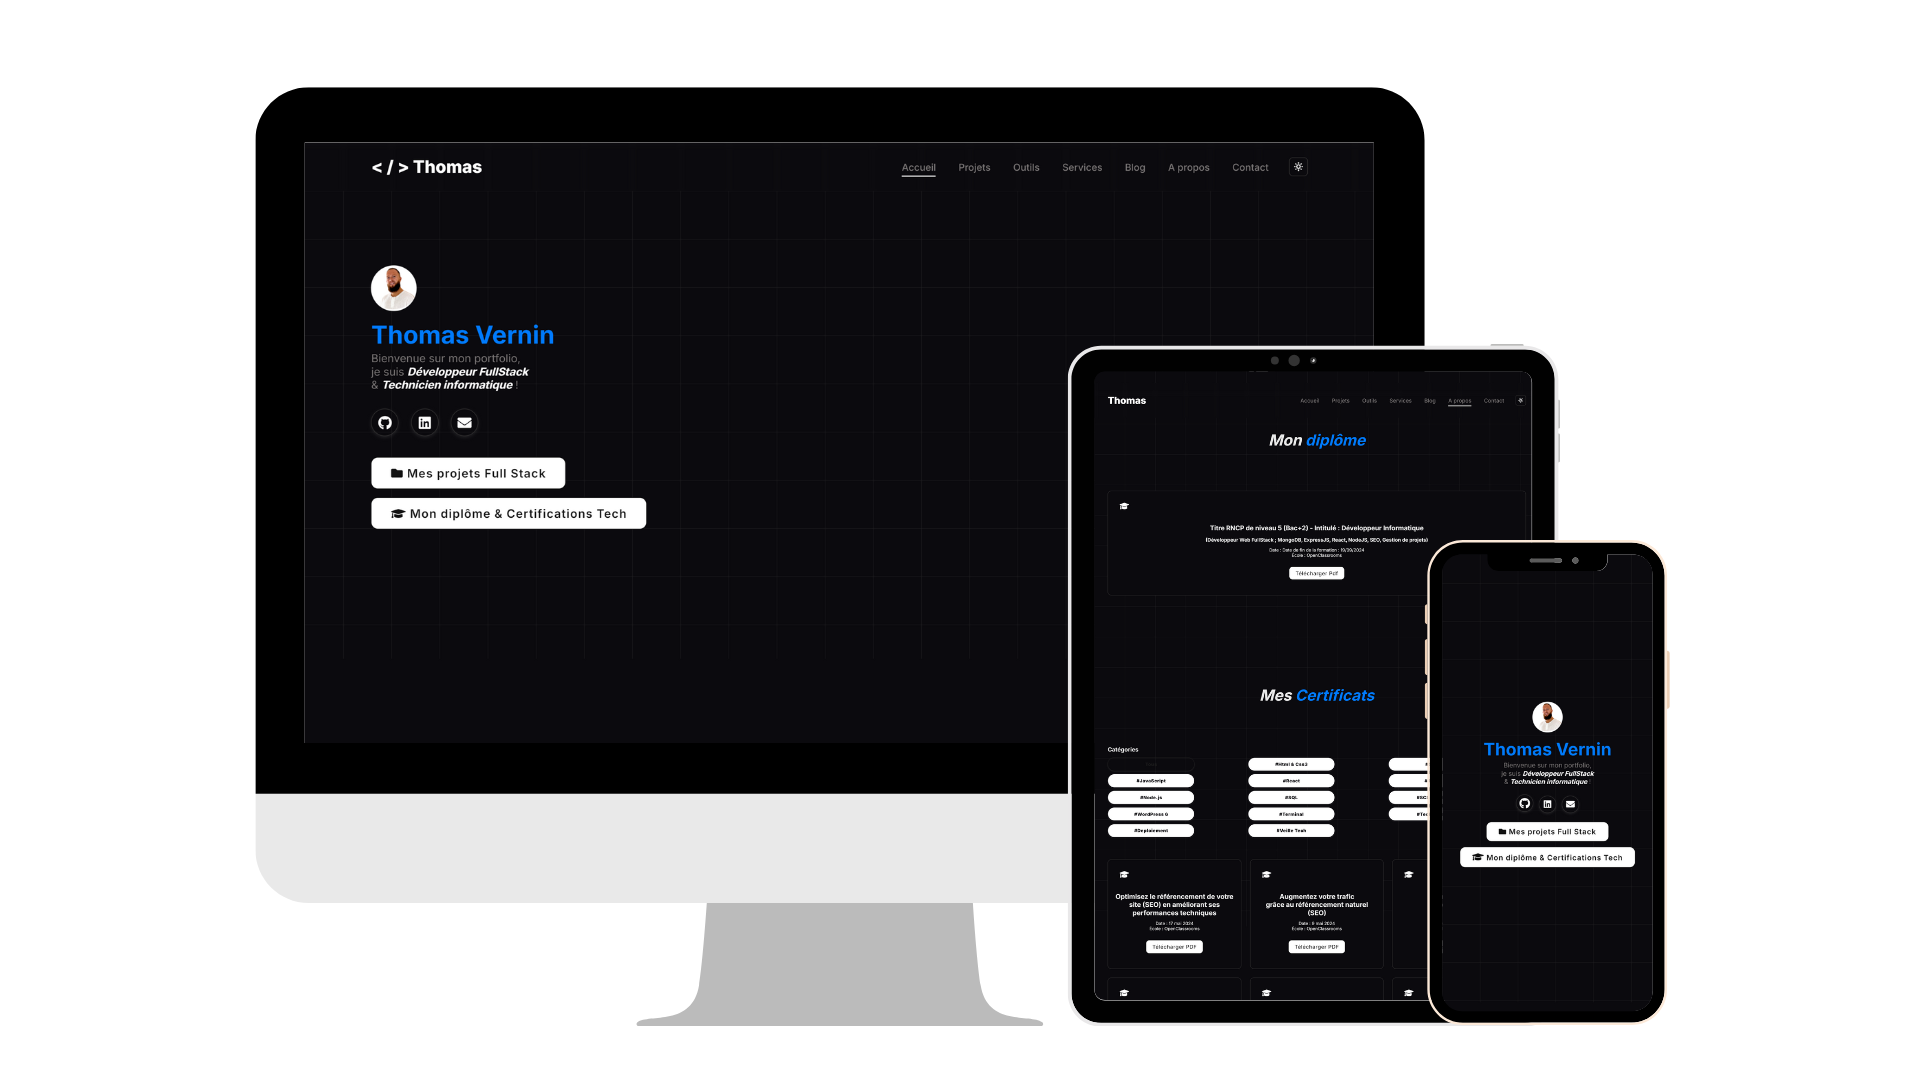 < / > Thomas
Accueil Projets Outils Services Blog A propos Contact
Thomas Vernin
Bienvenue sur mon portfolio,
je suis Développeur FullStack
& Technicien informatique !
Mes projets Full Stack
Mon diplôme & Certifications Tech
Thomas
Accueil Projets Outils Services Blog A propos Contact
Mon diplôme
Titre RNCP de niveau 5 (Bac+2) - Intitulé : Développeur Informatique
(Développeur Web FullStack ; MongoDB, ExpressJS, React, NodeJS, SEO, Gestion de projets)
Date : Date de fin de la formation : 19/09/2024
École : OpenClassrooms
Télécharger Pdf
Mes Certificats
Catégories
#Html & Css3
#JavaScript #React
#Node.js #SQL
#WordPress G #Terminal
#Deploiement #Veille Tech
Optimisez le référencement de votre
site (SEO) en améliorant ses
performances techniques
Date : 17 mai 2024
École : OpenClassrooms
Télécharger PDF
Augmentez votre trafic
grâce au référencement naturel
(SEO)
Date : 8 mai 2024
École : OpenClassrooms
Télécharger PDF
Thomas Vernin
Bienvenue sur mon portfolio,
je suis Développeur FullStack
& Technicien informatique !
Mes projets Full Stack
Mon diplôme & Certifications Tech